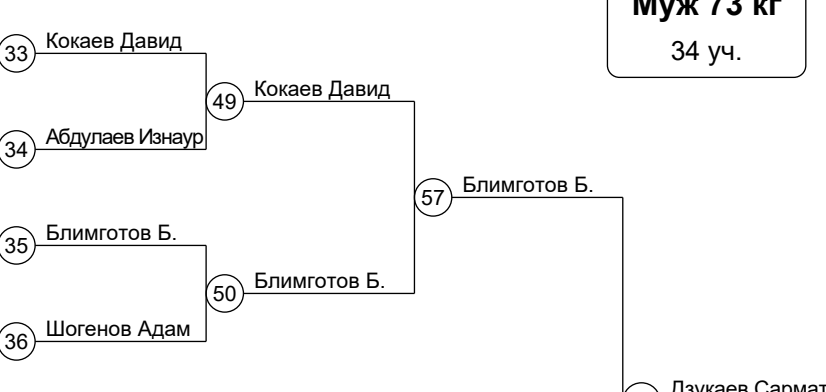 Муж 73 кг
34 уч.
33 Кокаев Давид
49 Кокаев Давид
34 Абдулаев Изнаур
57 Блимготов Б.
35 Блимготов Б.
50 Блимготов Б.
36 Шогенов Адам
Дзукаев Сармат